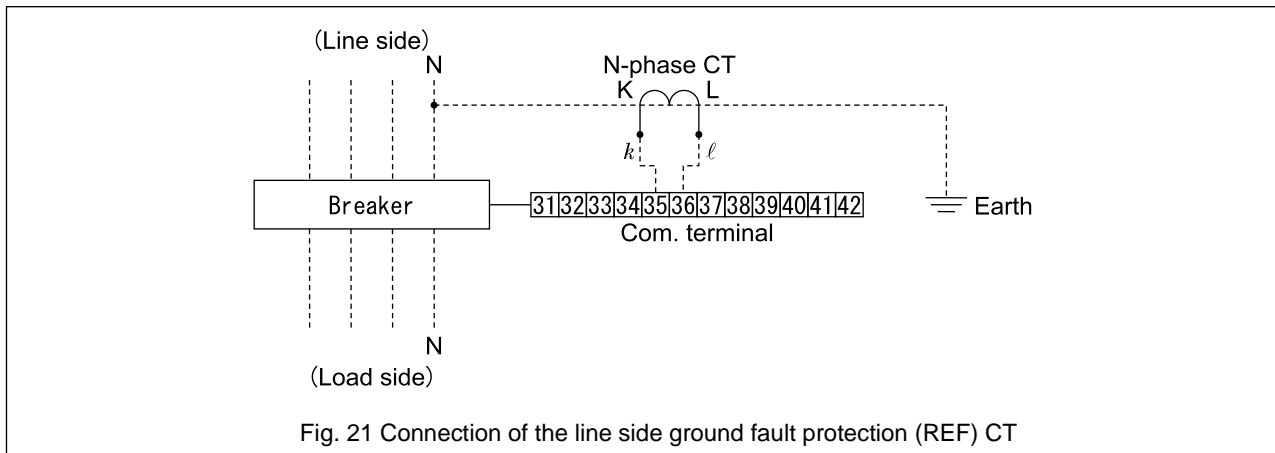 (Line side)
N
N-phase CT
K L
k ℓ
Breaker
31 32 33 34 35 36 37 38 39 40 41 42
Earth
Com. terminal
N
(Load side)
Fig. 21 Connection of the line side ground fault protection (REF) CT